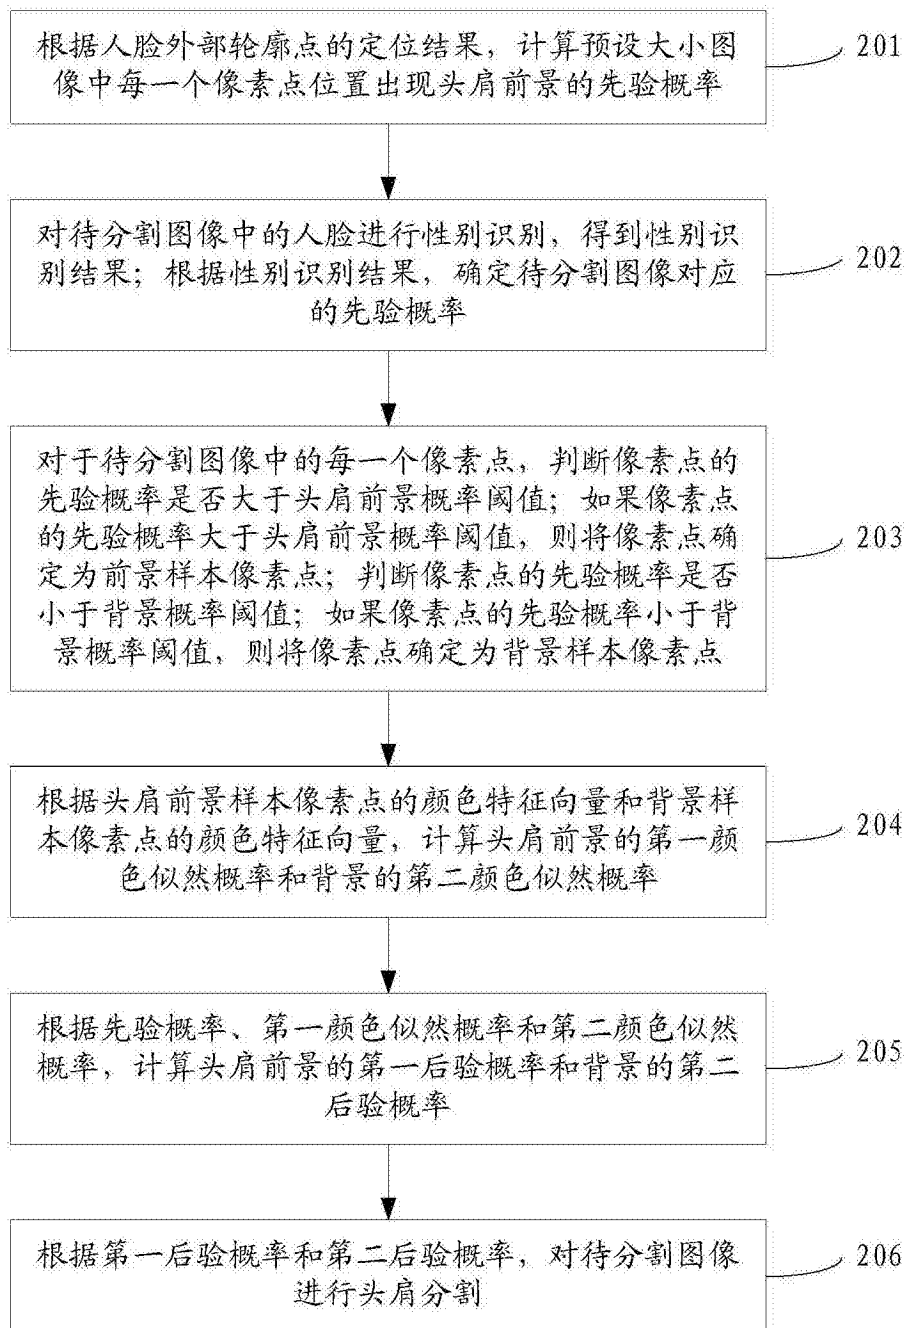 根据人脸外部轮廓点的定位结果，计算预设大小图
像中每一个像素点位置出现头肩前景的先验概率
201
对待分割图像中的人脸进行性别识别，得到性别识
别结果；根据性别识别结果，确定待分割图像对应
的先验概率
202
对于待分割图像中的每一个像素点，判断像素点的
先验概率是否大于头肩前景概率阈值；如果像素点
的先验概率大于头肩前景概率阈值，则将像素点确
定为前景样本像素点；判断像素点的先验概率是否
小于背景概率阈值；如果像素点的先验概率小于背
景概率阈值，则将像素点确定为背景样本像素点
203
根据头肩前景样本像素点的颜色特征向量和背景样
本像素点的颜色特征向量，计算头肩前景的第一颜
色似然概率和背景的第二颜色似然概率
204
根据先验概率、第一颜色似然概率和第二颜色似然
概率，计算头肩前景的第一后验概率和背景的第二
后验概率
205
根据第一后验概率和第二后验概率，对待分割图像
进行头肩分割
206